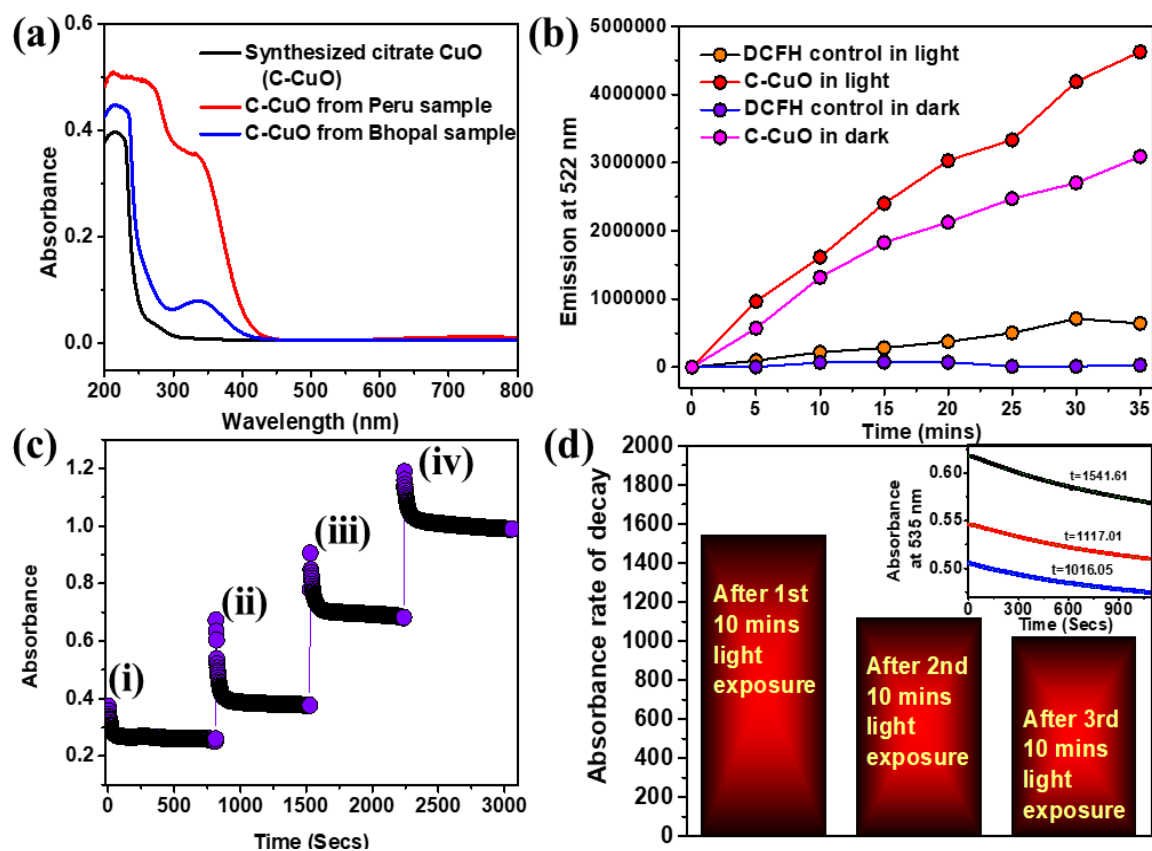 (a)
0.6
0.4
0.2
0.0
Absorbance
Synthesized citrate CuO
(C-CuO)
C-CuO from Peru sample
C-CuO from Bhopal sample
200 300 400 500 600 700 800
Wavelength (nm)
(b)
5000000
4000000
3000000
2000000
1000000
0
Emission at 522 nm
DCFH control in light
C-CuO in light
DCFH control in dark
C-CuO in dark
0 5 10 15 20 25 30 35
Time (mins)
(c)
1.2
1.0
0.8
0.6
0.4
0.2
Absorbance
(i)
(ii)
(iii)
(iv)
0 500 1000 1500 2000 2500 3000
Time (Secs)
(d)
2000
1800
1600
1400
1200
1000
800
600
400
200
0
Absorbance rate of decay
After 1st
10 mins
light
exposure
After 2nd
10 mins
light
exposure
After 3rd
10 mins
light
exposure
0.60
0.55
0.50
Absorbance
at 535 nm
t=1541.61
t=1117.01
t=1016.05
0 300 600 900
Time (Secs)